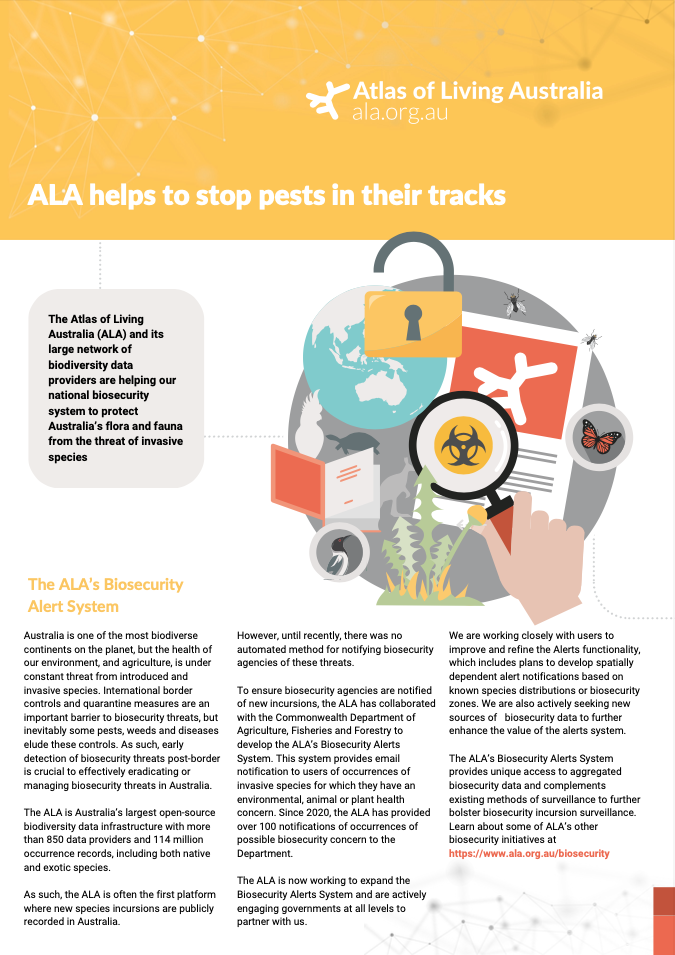 Atlas of Living Australia
ala.org.au
ALA helps to stop pests in their tracks
The Atlas of Living
Australia (ALA) and its
large network of
biodiversity data
providers are helping our
national biosecurity
system to protect
Australia's flora and fauna
from the threat of invasive
species
The ALA's Biosecurity
Alert System
Australia is one of the most biodiverse
continents on the planet, but the health of
our environment, and agriculture, is under
constant threat from introduced and
invasive species. International border
controls and quarantine measures are an
important barrier to biosecurity threats, but
inevitably some pests, weeds and diseases
elude these controls. As such, early
detection of biosecurity threats post-border
is crucial to effectively eradicating or
managing biosecurity threats in Australia.
The ALA is Australia's largest open-source
biodiversity data infrastructure with more
than 850 data providers and 114 million
occurrence records, including both native
and exotic species.
As such, the ALA is often the first platform
where new species incursions are publicly
recorded in Australia.
However, until recently, there was no
automated method for notifying biosecurity
agencies of these threats.
To ensure biosecurity agencies are notified
of new incursions, the ALA has collaborated
with the Commonwealth Department of
Agriculture, Fisheries and Forestry to
develop the ALA's Biosecurity Alerts
System. This system provides email
notification to users of occurrences of
invasive species for which they have an
environmental, animal or plant health
concern. Since 2020, the ALA has provided
over 100 notifications of occurrences of
possible biosecurity concern to the
Department.
The ALA is now working to expand the
Biosecurity Alerts System and are actively
engaging governments at all levels to
partner with us.
We are working closely with users to
improve and refine the Alerts functionality,
which includes plans to develop spatially
dependent alert notifications based on
known species distributions or biosecurity
zones. We are also actively seeking new
sources of biosecurity data to further
enhance the value of the alerts system.
The ALA's Biosecurity Alerts System
provides unique access to aggregated
biosecurity data and complements
existing methods of surveillance to further
bolster biosecurity incursion surveillance.
Learn about some of ALA's other
biosecurity initiatives at
https://www.ala.org.au/biosecurity